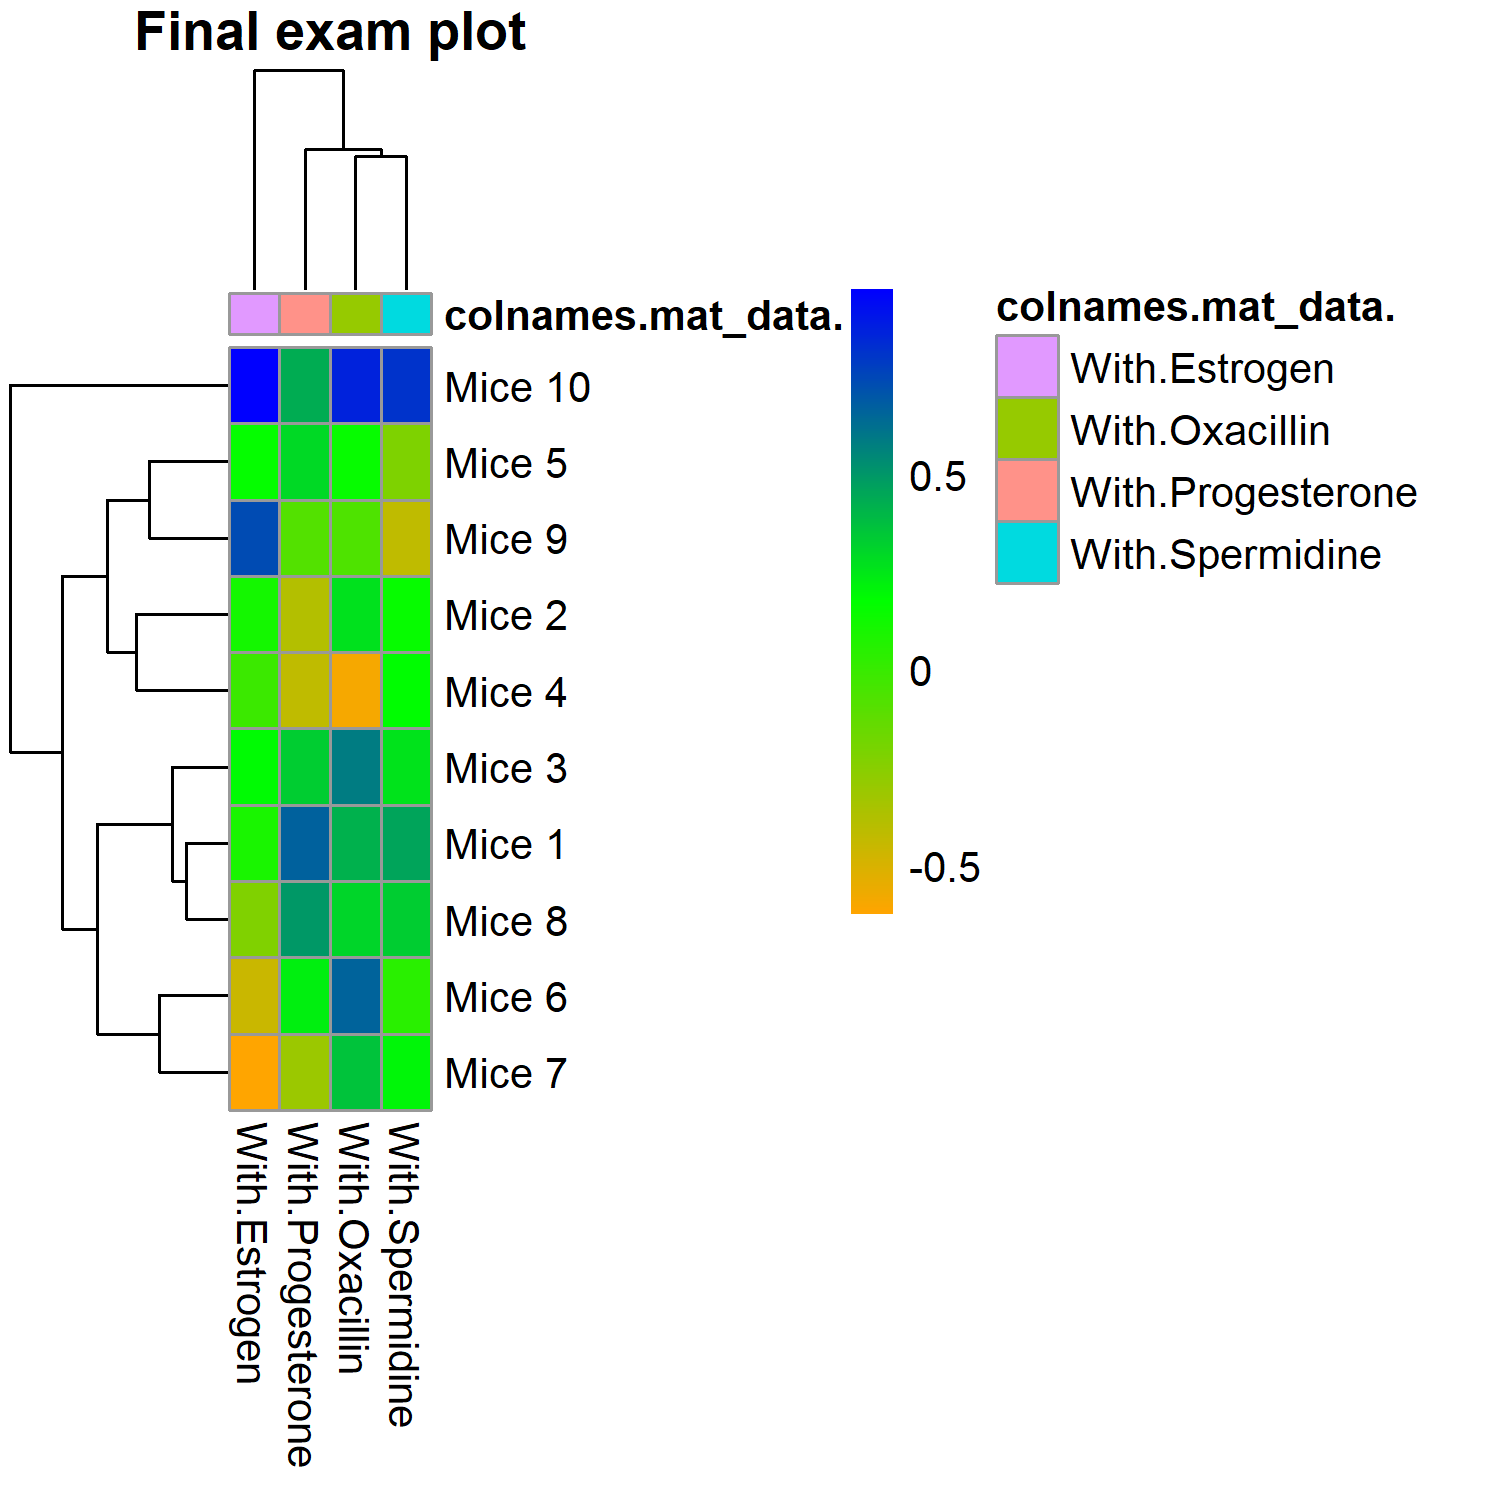 Final exam plot
colnames.mat_data.
Mice 10
Mice 5
Mice 9
Mice 2
Mice 4
Mice 3
Mice 1
Mice 8
Mice 6
Mice 7
With.Estrogen
With.Progesterone
With.Oxacillin
With.Spermidine
0.5
0
-0.5
colnames.mat_data.
With.Estrogen
With.Oxacillin
With.Progesterone
With.Spermidine